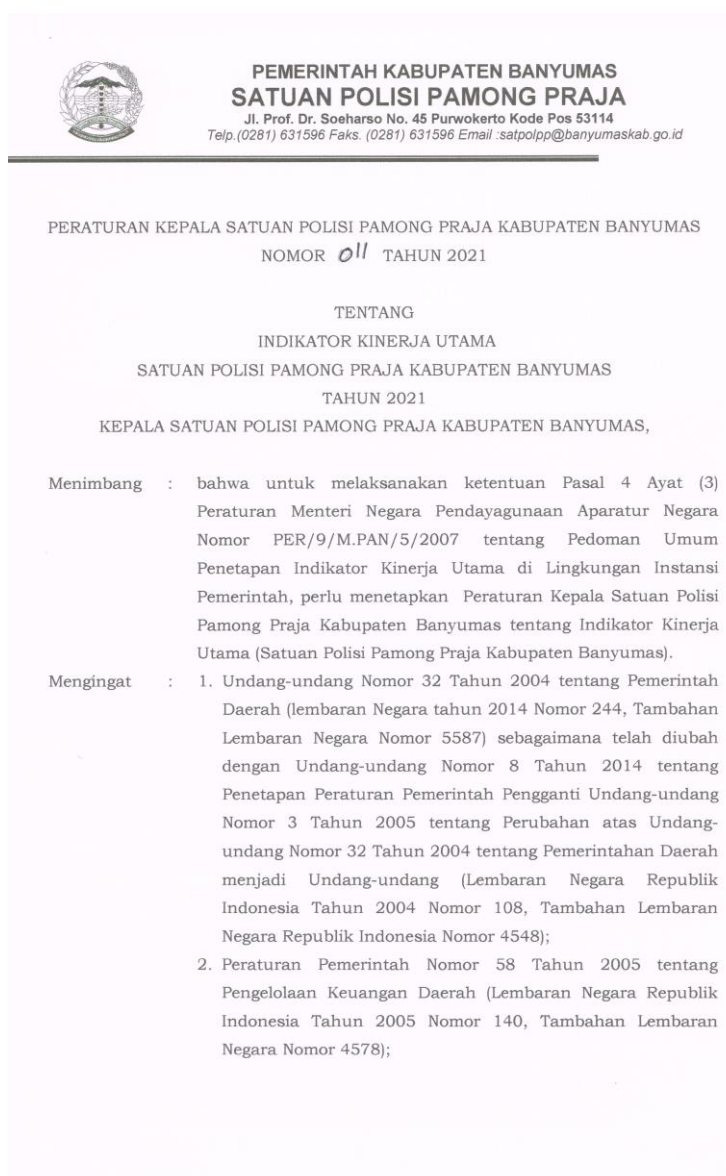 PEMERINTAH KABUPATEN BANYUMAS
SATUAN POLISI PAMONG PRAJA
Jl. Prof. Dr. Soeharso No. 45 Purwokerto Kode Pos 53114
Telp.(0281) 631596 Faks. (0281) 631596 Email :satpolpp@banyumaskab.go.id
PERATURAN KEPALA SATUAN POLISI PAMONG PRAJA KABUPATEN BANYUMAS
NOMOR 011 TAHUN 2021
TENTANG
INDIKATOR KINERJA UTAMA
SATUAN POLISI PAMONG PRAJA KABUPATEN BANYUMAS
TAHUN 2021
KEPALA SATUAN POLISI PAMONG PRAJA KABUPATEN BANYUMAS,
Menimbang : bahwa untuk melaksanakan ketentuan Pasal 4 Ayat (3)
Peraturan Menteri Negara Pendayagunaan Aparatur Negara
Nomor PER/9/M.PAN/5/2007 tentang Pedoman Umum
Penetapan Indikator Kinerja Utama di Lingkungan Instansi
Pemerintah, perlu menetapkan Peraturan Kepala Satuan Polisi
Pamong Praja Kabupaten Banyumas tentang Indikator Kinerja
Utama (Satuan Polisi Pamong Praja Kabupaten Banyumas).
Mengingat : 1. Undang-undang Nomor 32 Tahun 2004 tentang Pemerintah
Daerah (lembaran Negara tahun 2014 Nomor 244, Tambahan
Lembaran Negara Nomor 5587) sebagaimana telah diubah
dengan Undang-undang Nomor 8 Tahun 2014 tentang
Penetapan Peraturan Pemerintah Pengganti Undang-undang
Nomor 3 Tahun 2005 tentang Perubahan atas Undang-
undang Nomor 32 Tahun 2004 tentang Pemerintahan Daerah
menjadi Undang-undang (Lembaran Negara Republik
Indonesia Tahun 2004 Nomor 108, Tambahan Lembaran
Negara Republik Indonesia Nomor 4548);
2. Peraturan Pemerintah Nomor 58 Tahun 2005 tentang
Pengelolaan Keuangan Daerah (Lembaran Negara Republik
Indonesia Tahun 2005 Nomor 140, Tambahan Lembaran
Negara Nomor 4578);